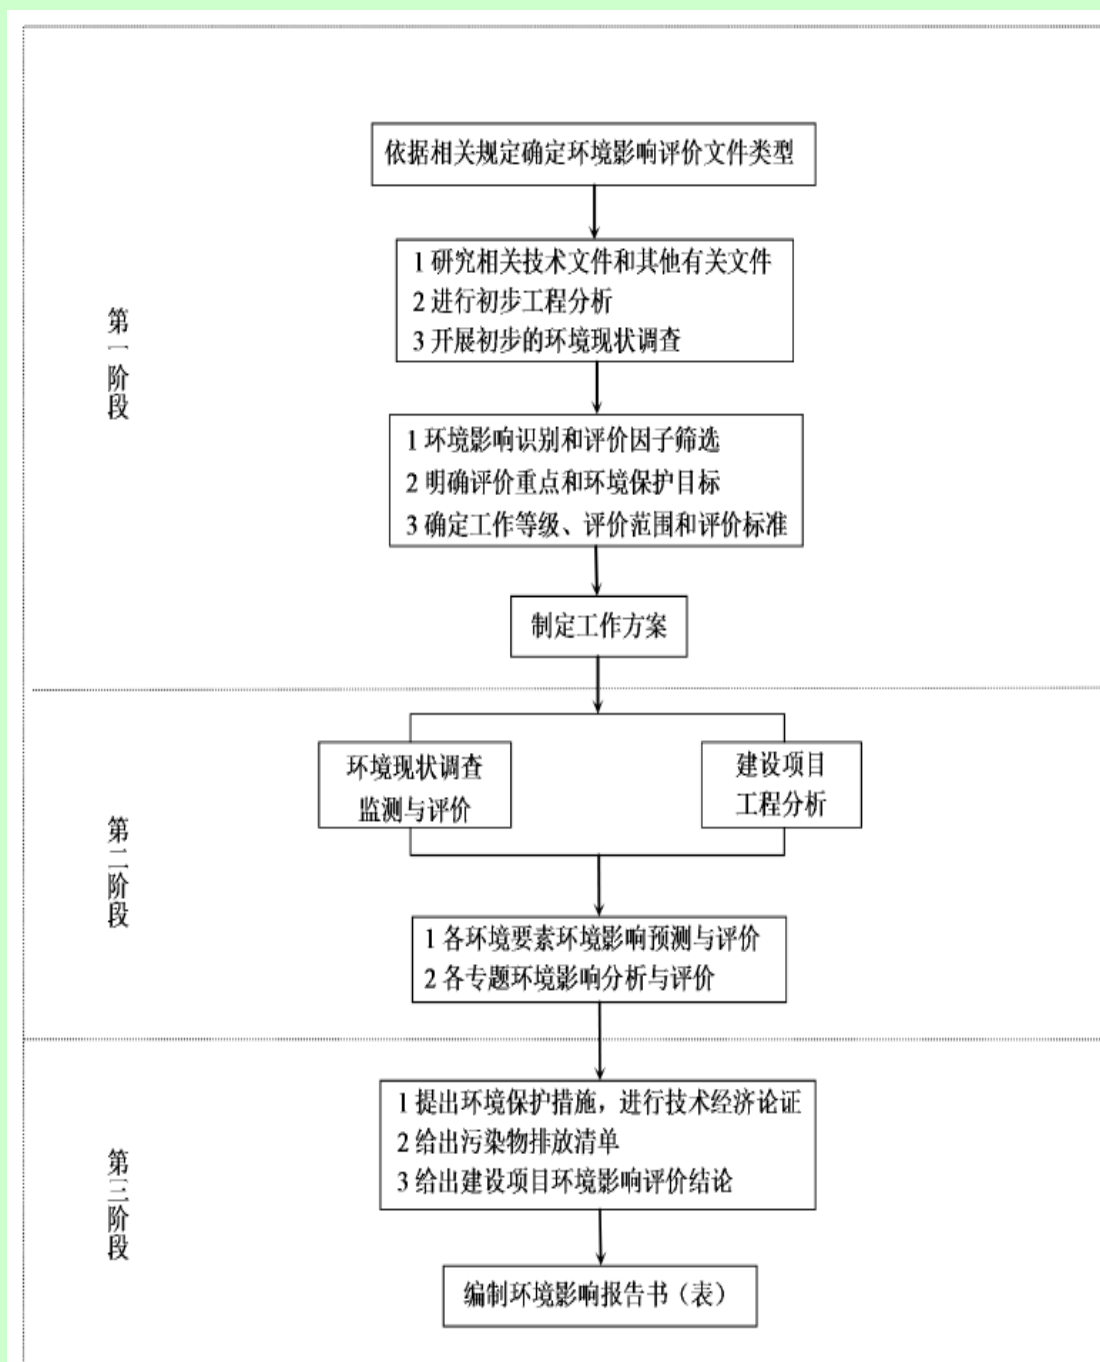 依据相关规定确定环境影响评价文件类型
1 研究相关技术文件和其他有关文件
2 进行初步工程分析
3 开展初步的环境现状调查
第一阶段
1 环境影响识别和评价因子筛选
2 明确评价重点和环境保护目标
3 确定工作等级、评价范围和评价标准
制定工作方案
环境现状调查
监测与评价
建设项目
工程分析
第二阶段
1 各环境要素环境影响预测与评价
2 各专题环境影响分析与评价
1 提出环境保护措施，进行技术经济论证
2 给出污染物排放清单
3 给出建设项目环境影响评价结论
第三阶段
编制环境影响报告书（表）